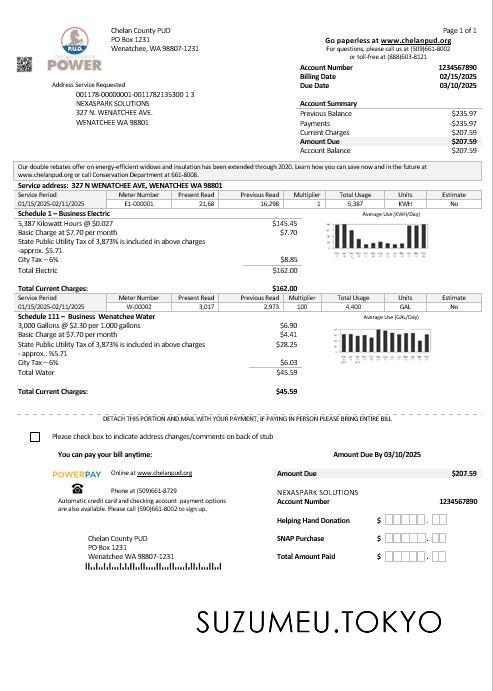 Chelan County PUD
PO Box 1231
Wenatchee, WA 98807-1231
P.U.D.
CHELAN COUNTY
POWER
Page 1 of 1
Go paperless at www.chelanpud.org
For questions, please call us at (509)661-8002
or toll-free at (888)603-8121
Account Number 1234567890
Billing Date 02/15/2025
Due Date 03/10/2025
Address Service Requested
001178-00000001-0011782135300 1 3
NEXASPARK SOLUTIONS
327 N. WENATCHEE AVE.
WENATCHEE WA 98801
Account Summary
Previous Balance $235.97
Payments -$235.97
Current Charges $207.59
Amount Due $207.59
Account Balance $207.59
Our double rebates offer on energy-efficient widows and insulation has been extended through 2020. Learn how you can save now and in the future at
www.chelanpud.org or call Conservation Department at 661-8008.
Service address: 327 N WENATCHEE AVE, WENATCHEE WA 98801
Service Period Meter Number Present Read Previous Read Multiplier Total Usage Units Estimate
01/15/2025-02/11/2025 E1-000001 21,68 16,298 1 5,387 KWH No
Schedule 1 – Business Electric
Average Use (KWH/Day)
5,387 Kilowatt Hours @ $0.027 $145.45
Basic Charge at $7.70 per month $7.70
State Public Utility Tax of 3,873% is included in above charges
-approx. $5.71
City Tax – 6% $8.85
Total Electric $162.00
Total Current Charges: $162.00
Service Period Meter Number Present Read Previous Read Multiplier Total Usage Units Estimate
01/15/2025-02/11/2025 W-00002 3,017 2,973 100 4,400 GAL No
Schedule 111 – Business Wenatchee Water
Average Use (GAL/Day)
3,000 Gallons @ $2.30 per 1.000 gallons $6.90
Basic Charge at $7.70 per month $4.41
State Public Utility Tax of 3,873% is included in above charges $28.25
- approx.. %5.71
City Tax – 6% $6.03
Total Water $45.59
Total Current Charges: $45.59
DETACH THIS PORTION AND MAIL WITH YOUR PAYMENT, IF PAYING IN PERSON PLEASE BRING ENTIRE BILL
Please check box to indicate address changes/comments on back of stub
You can pay your bill anytime:
Amount Due By 03/10/2025
POWERPAY Online at www.chelanpud.org
Amount Due $207.59
Phone at (509)661-8729
Automatic credit card and checking account payment options
are also available. Please call (590)661-8002 to sign up.
NEXASPARK SOLUTIONS
Account Number 1234567890
Helping Hand Donation $ .
SNAP Purchase $ .
Total Amount Paid $ .
Chelan County PUD
PO Box 1231
Wenatchee WA 98807-1231
SUZUMEU.TOKYO